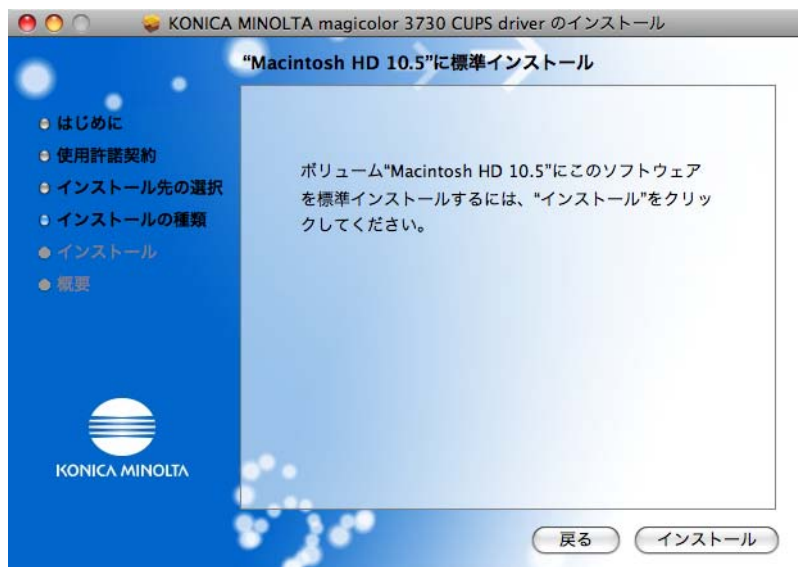 KONICA MINOLTA magicolor 3730 CUPS driver のインストール
“Macintosh HD 10.5”に標準インストール
はじめに
使用許諾契約
インストール先の選択
インストールの種類
インストール
概要
ボリューム“Macintosh HD 10.5”にこのソフトウェア
を標準インストールするには、“インストール”をクリッ
クしてください。
KONICA MINOLTA
戻る
インストール